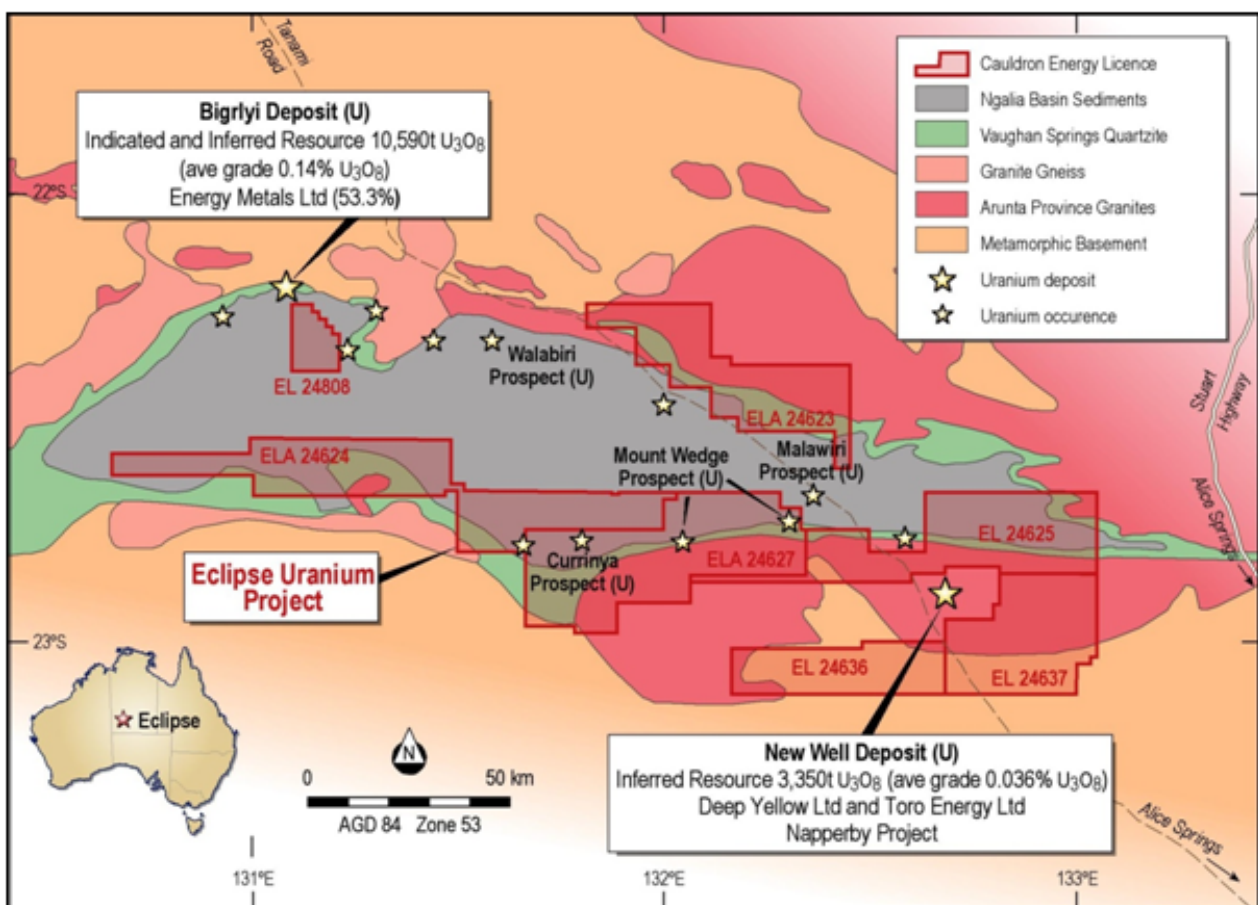 Tanami
Road
Bigrlyi Deposit (U)
Indicated and Inferred Resource 10,590t U₃O₈
(ave grade 0.14% U₃O₈)
Energy Metals Ltd (53.3%)
Cauldron Energy Licence
Ngalia Basin Sediments
Vaughan Springs Quartzite
Granite Gneiss
Arunta Province Granites
Metamorphic Basement
Uranium deposit
Uranium occurence
22ºS
Walabiri
Prospect (U)
EL 24808
ELA 24623
Stuart
Highway
ELA 24624
Mount Wedge
Prospect (U)
Malawiri
Prospect (U)
EL 24625
Alice Springs
Eclipse Uranium
Project
Currinya
Prospect (U)
ELA 24627
23ºS
EL 24636
EL 24637
Eclipse
N
0 50 km
AGD 84 Zone 53
New Well Deposit (U)
Inferred Resource 3,350t U₃O₈ (ave grade 0.036% U₃O₈)
Deep Yellow Ltd and Toro Energy Ltd
Napperby Project
Alice Springs
131ºE
132ºE
133ºE